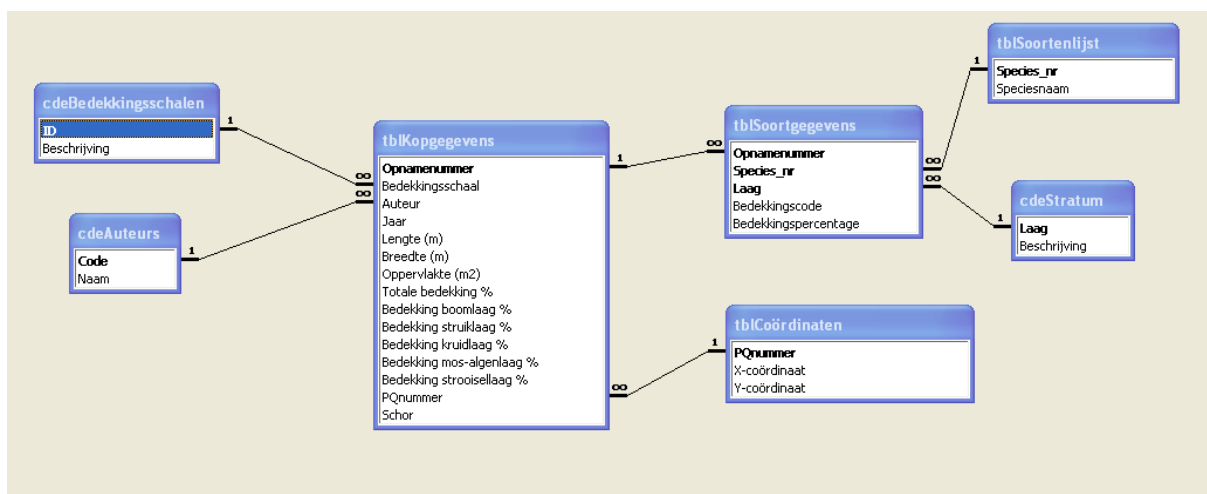 cdeBedekkingsschalen
ID
Beschrijving
1
∞
cdeAuteurs
Code
Naam
1
∞
tblKopgegevens
Opnamenummer
Bedekkingsschaal
Auteur
Jaar
Lengte (m)
Breedte (m)
Oppervlakte (m2)
Totale bedekking %
Bedekking boomlaag %
Bedekking struiklaag %
Bedekking kruidlaag %
Bedekking mos-algenlaag %
Bedekking strooisellaag %
PQnummer
Schor
1
∞
∞
tblSoortgegevens
Opnamenummer
Species_nr
Laag
Bedekkingscode
Bedekkingspercentage
∞
∞
tblCoördinaten
PQnummer
X-coördinaat
Y-coördinaat
1
tblSoortenlijst
Species_nr
Speciesnaam
1
cdeStratum
Laag
Beschrijving
1